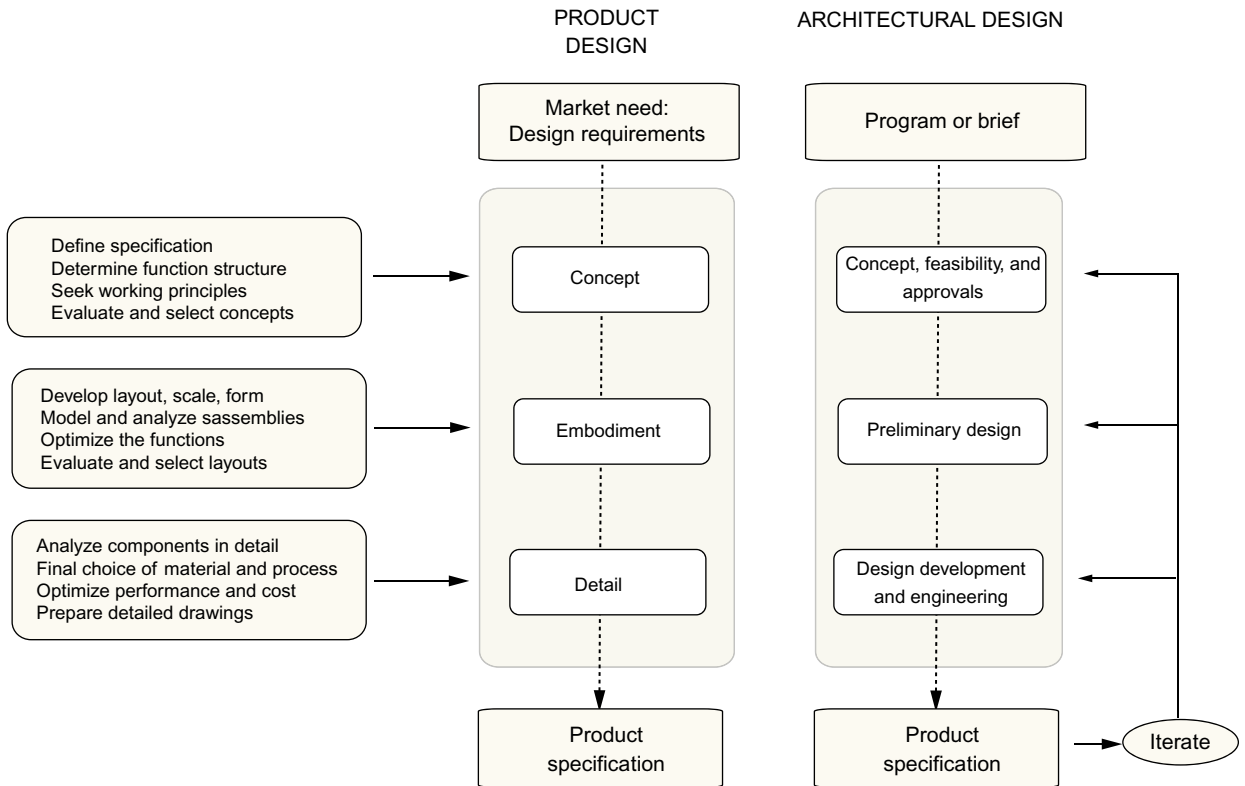 PRODUCT
DESIGN
ARCHITECTURAL DESIGN
Market need:
Design requirements
Program or brief
Define specification
Determine function structure
Seek working principles
Evaluate and select concepts
Concept
Concept, feasibility, and
approvals
Develop layout, scale, form
Model and analyze sassemblies
Optimize the functions
Evaluate and select layouts
Embodiment
Preliminary design
Analyze components in detail
Final choice of material and process
Optimize performance and cost
Prepare detailed drawings
Detail
Design development
and engineering
Product
specification
Product
specification
Iterate